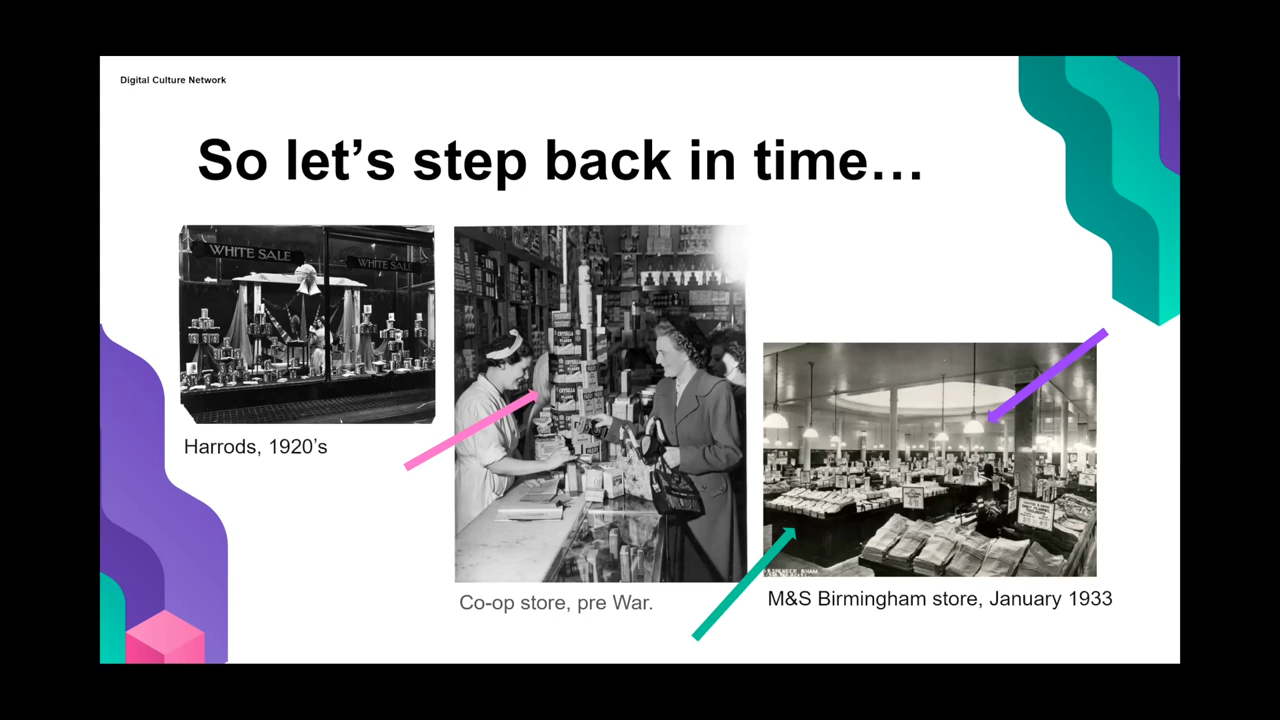 Digital Culture Network
So let’s step back in time…
WHITE SALE
WHITE SALE
CRYSELLA
Harrods, 1920’s
Co-op store, pre War.
M&S Birmingham store, January 1933